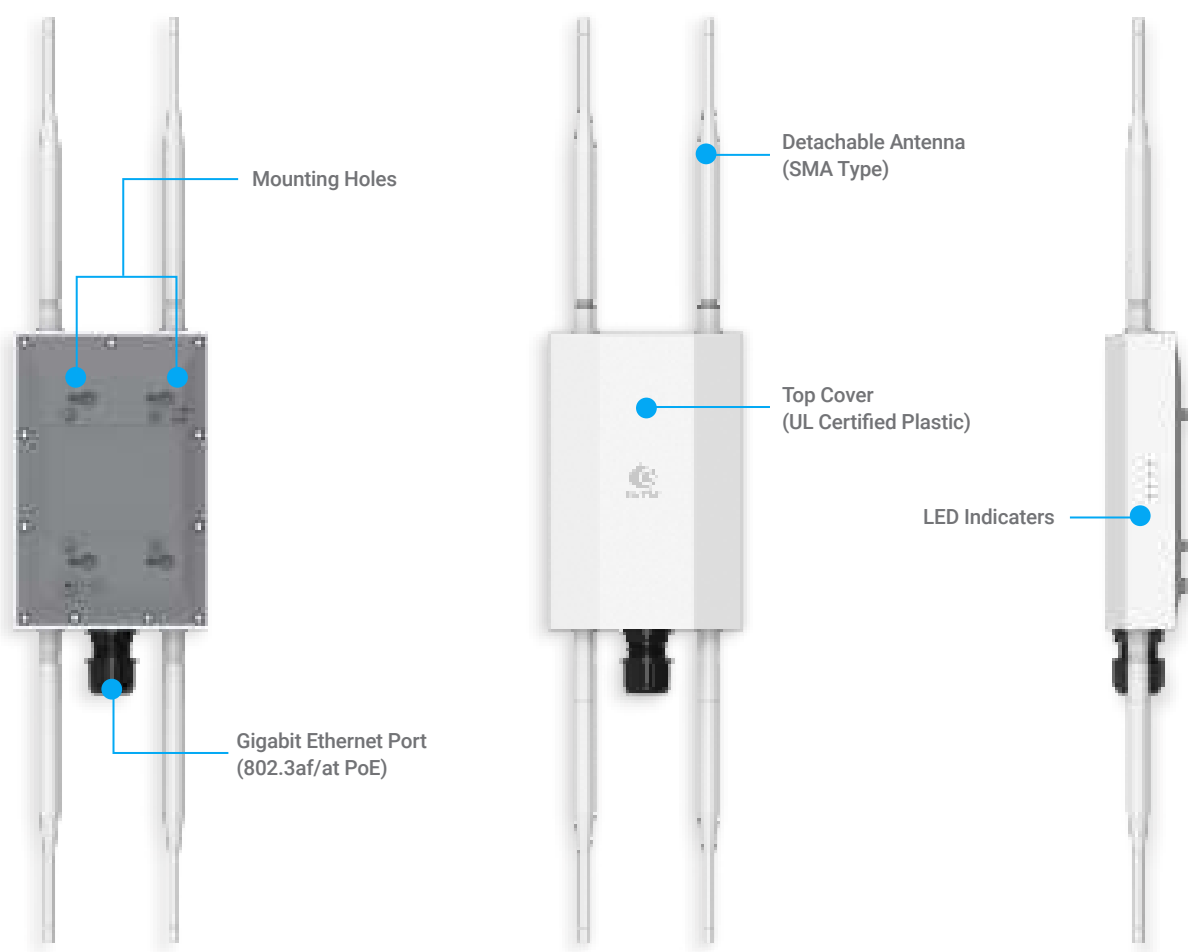 Detachable Antenna
(SMA Type)
Mounting Holes
Top Cover
(UL Certified Plastic)
LED Indicaters
Gigabit Ethernet Port
(802.3af/at PoE)